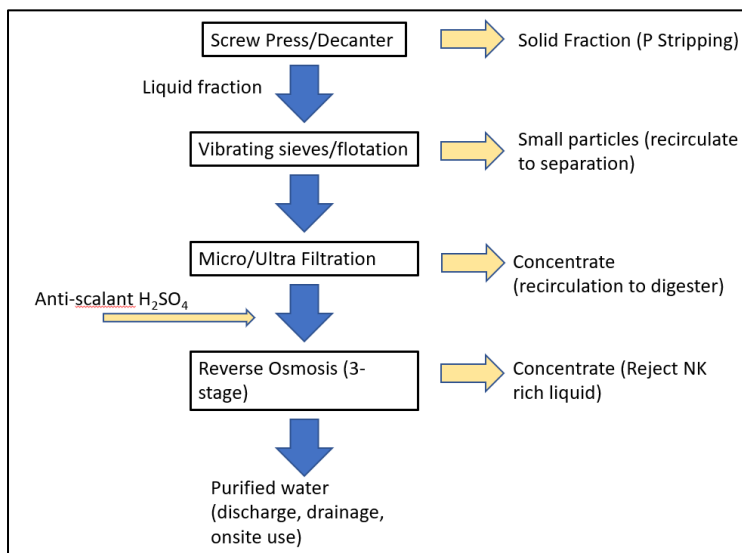 Screw Press/Decanter
Solid Fraction (P Stripping)
Liquid fraction
Vibrating sieves/flotation
Small particles (recirculate
to separation)
Micro/Ultra Filtration
Concentrate
(recirculation to digester)
Anti-scalant H₂SO₄
Reverse Osmosis (3-
stage)
Concentrate (Reject NK
rich liquid)
Purified water
(discharge, drainage,
onsite use)